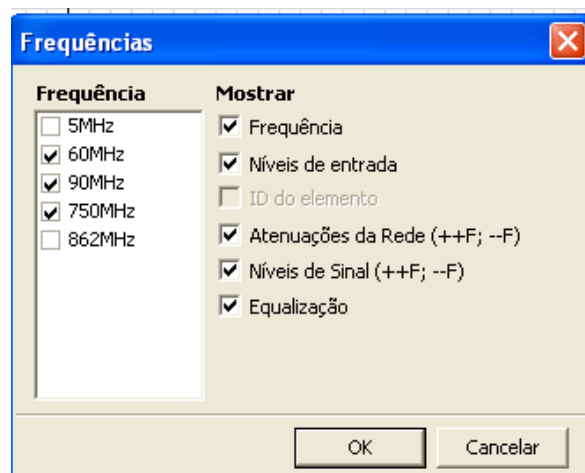 Frequências
Frequência
5MHz
60MHz
90MHz
750MHz
862MHz
Mostrar
Frequência
Níveis de entrada
ID do elemento
Atenuações da Rede (++F; --F)
Níveis de Sinal (++F; --F)
Equalização
OK
Cancelar